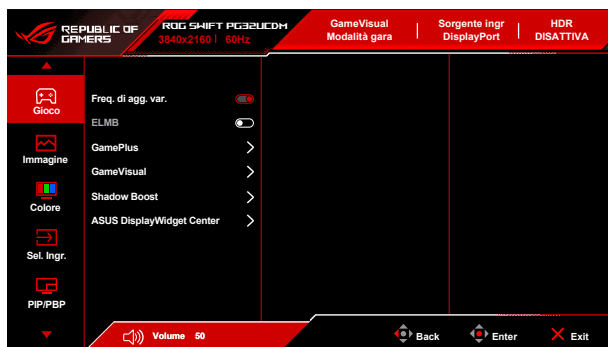 REPUBLIC OF
GAMERS
ROG SWIFT PG32UCDM
3840x2160 60Hz
GameVisual
Modalità gara
Sorgente ingr
DisplayPort
HDR
DISATTIVA
Gioco
Immagine
Colore
Sel. Ingr.
PIP/PBP
Freq. di agg. var.
ELMB
GamePlus
GameVisual
Shadow Boost
ASUS DisplayWidget Center
Volume 50
Back
Enter
Exit